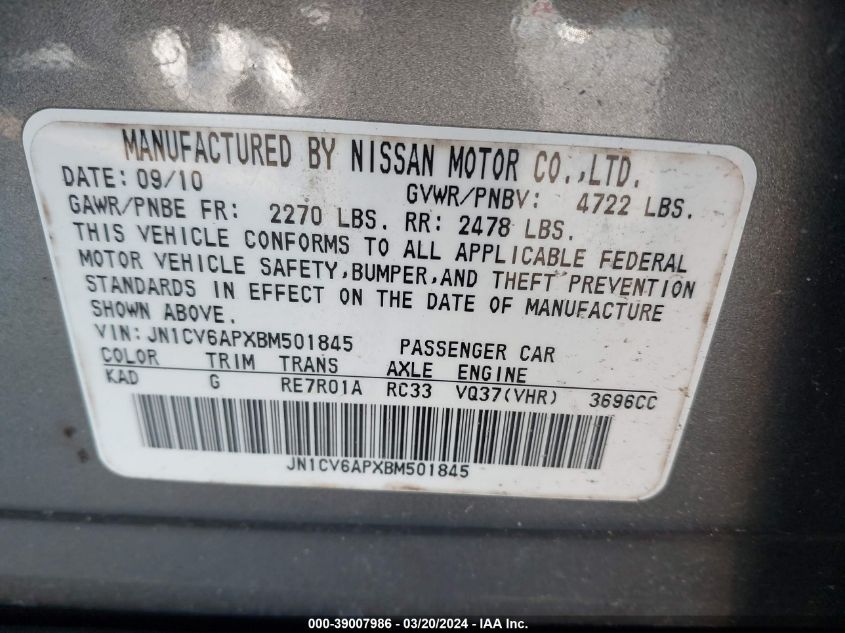 MANUFACTURED BY NISSAN MOTOR CO.,LTD.
DATE: 09/10 GVWR/PNBV: 4722 LBS.
GAWR/PNBE FR: 2270 LBS. RR: 2478 LBS.
THIS VEHICLE CONFORMS TO ALL APPLICABLE FEDERAL
MOTOR VEHICLE SAFETY,BUMPER,AND THEFT PREVENTION
STANDARDS IN EFFECT ON THE DATE OF MANUFACTURE
SHOWN ABOVE.
VIN: JN1CV6APXBM501845 PASSENGER CAR
COLOR TRIM TRANS AXLE ENGINE
KAD G RE7R01A RC33 VQ37(VHR) 3696CC
JN1CV6APXBM501845
000-39007986 - 03/20/2024 - IAA Inc.